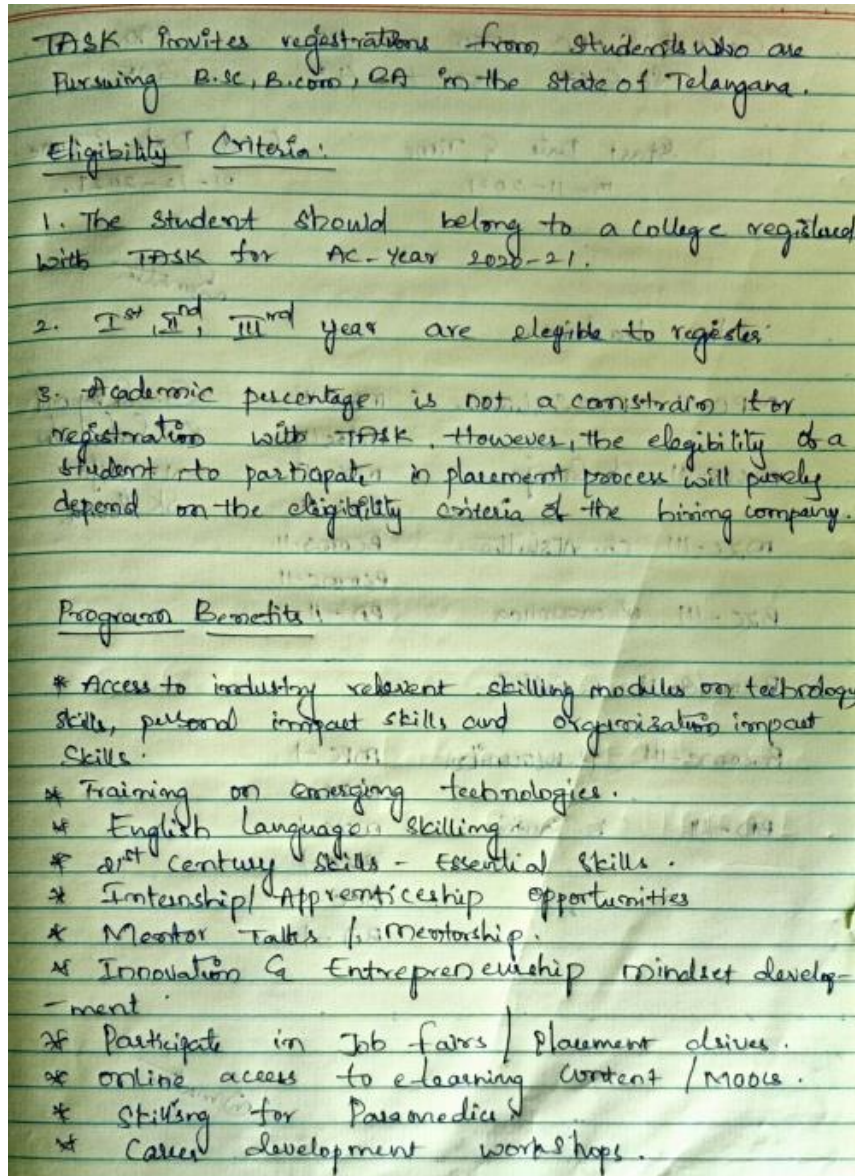 TASK invites regestrations from students who are
Pursuing B.sc, B.com, BA in the state of Telangana.
Eligibility Criteria:
1. The student should belong to a college registered
with TASK for AC-Year 2020-21.
2. Ist, IInd, IIIrd year are elegible to regester
3. Academic percentage is not a constrain for
registration with TASK. However, the elegibility of a
student to participate in placement process will purely
depend on the eligibility criteria of the hiring company.
Program Benefits:
* Access to industry relevent skilling modules on technology
skills, personal impact skills and organization impact
Skills.
* Training on emerging technologies.
* English Language skilling
* 21st century skills - Essential skills.
* Internship/Apprenticeship opportunities
* Mentor Talks / mentorship.
* Innovation & Entrepreneurship mindset develop-
-ment
* Participate in Job fairs / placement drives.
* online access to e-learning content / MOOCs.
* Skilling for Paramedics
* Career development workshops.